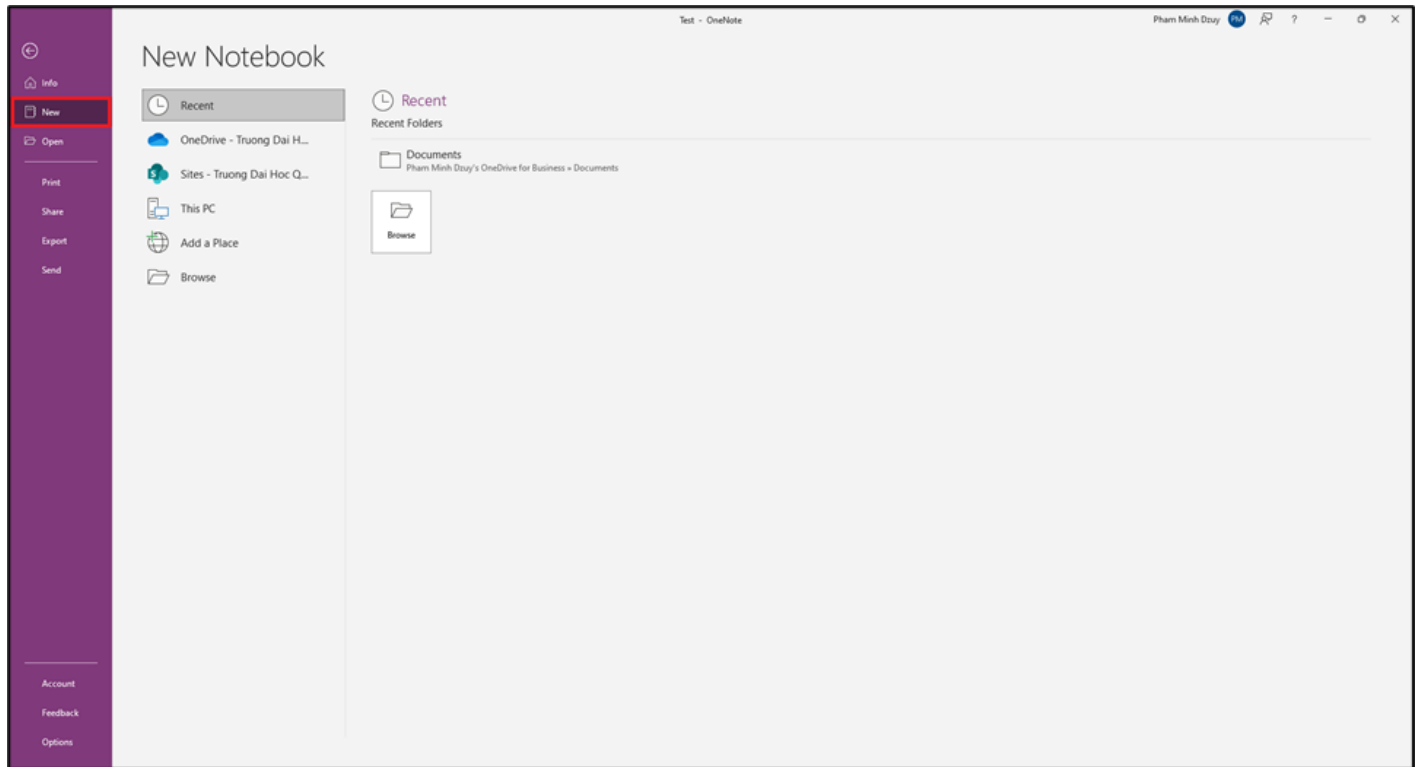 Test - OneNote
Pham Minh Dzuy
PM
?
New Notebook
Info
New
Open
Print
Share
Export
Send
Account
Feedback
Options
Recent
OneDrive - Truong Dai H...
Sites - Truong Dai Hoc Q...
This PC
Add a Place
Browse
Recent
Recent Folders
Documents
Pham Minh Dzuy's OneDrive for Business » Documents
Browse